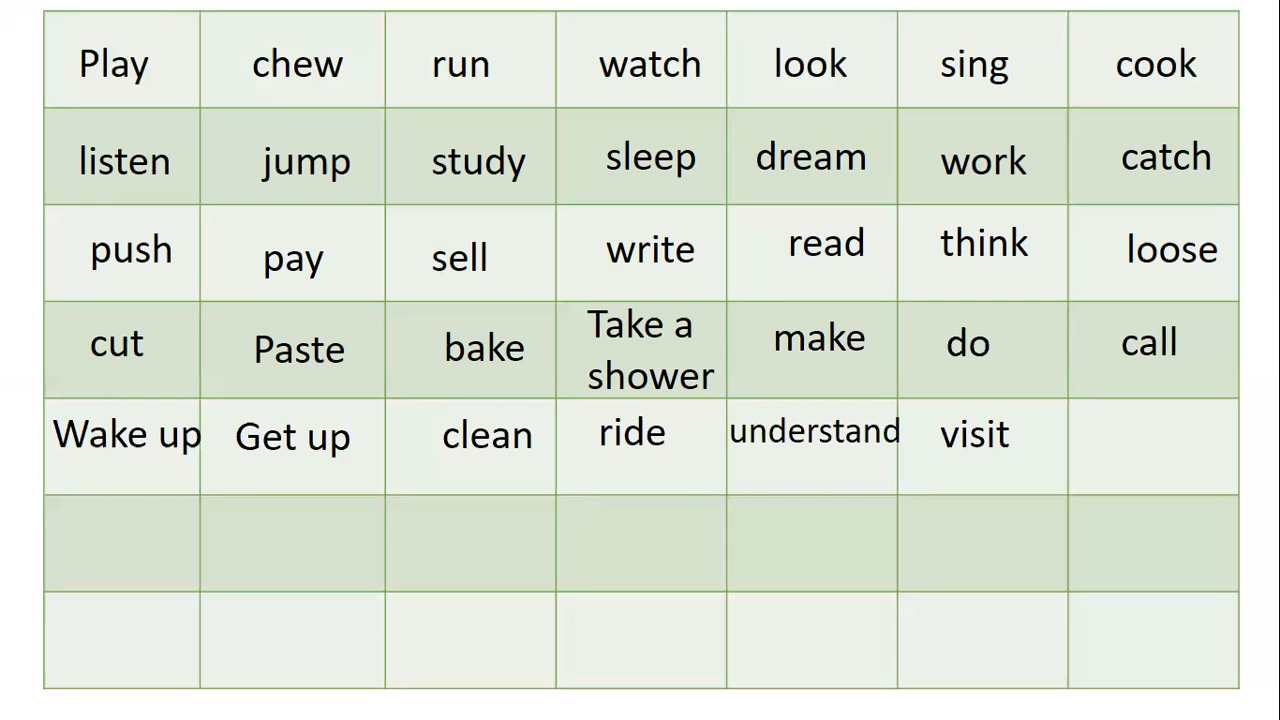 Play chew run watch look sing cook
listen jump study sleep dream work catch
push pay sell write read think loose
cut Paste bake Take a shower make do call
Wake up Get up clean ride understand visit